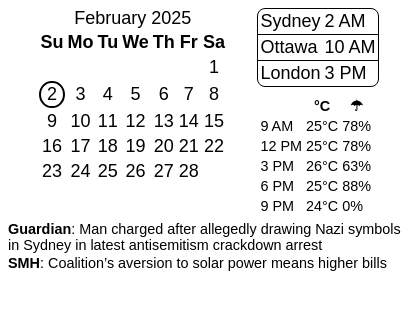 February 2025
Su Mo Tu We Th Fr Sa
1
2 3 4 5 6 7 8
9 10 11 12 13 14 15
16 17 18 19 20 21 22
23 24 25 26 27 28
Sydney 2 AM
Ottawa 10 AM
London 3 PM
°C ☂
9 AM 25°C 78%
12 PM 25°C 78%
3 PM 26°C 63%
6 PM 25°C 88%
9 PM 24°C 0%
Guardian: Man charged after allegedly drawing Nazi symbols
in Sydney in latest antisemitism crackdown arrest
SMH: Coalition's aversion to solar power means higher bills